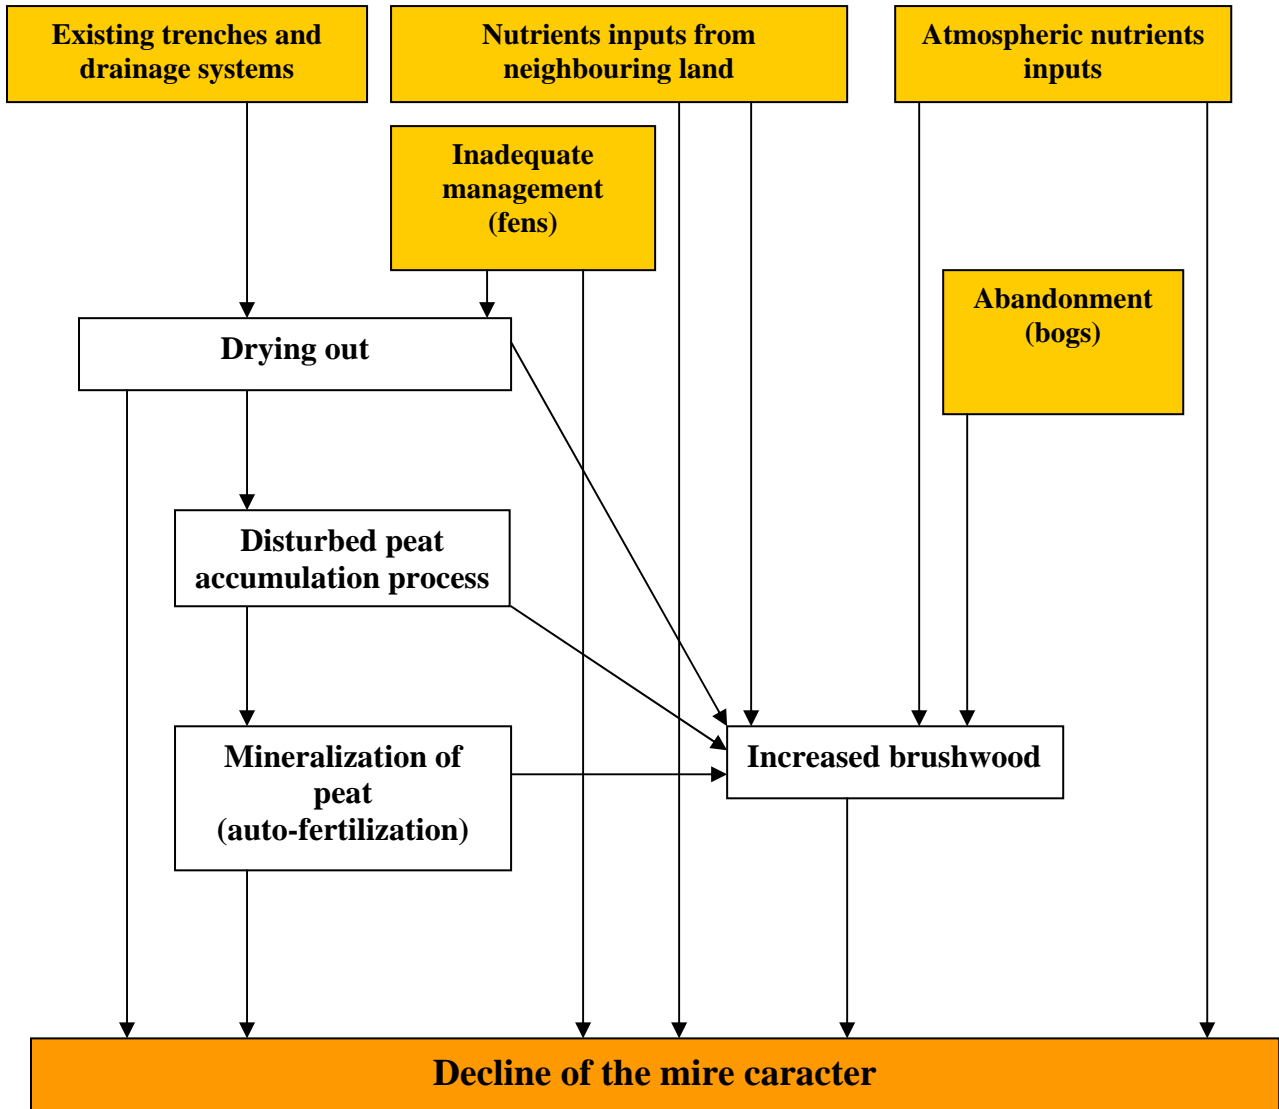 Existing trenches and
drainage systems
Nutrients inputs from
neighbouring land
Atmospheric nutrients
inputs
Inadequate
management
(fens)
Abandonment
(bogs)
Drying out
Disturbed peat
accumulation process
Mineralization of
peat
(auto-fertilization)
Increased brushwood
Decline of the mire caracter